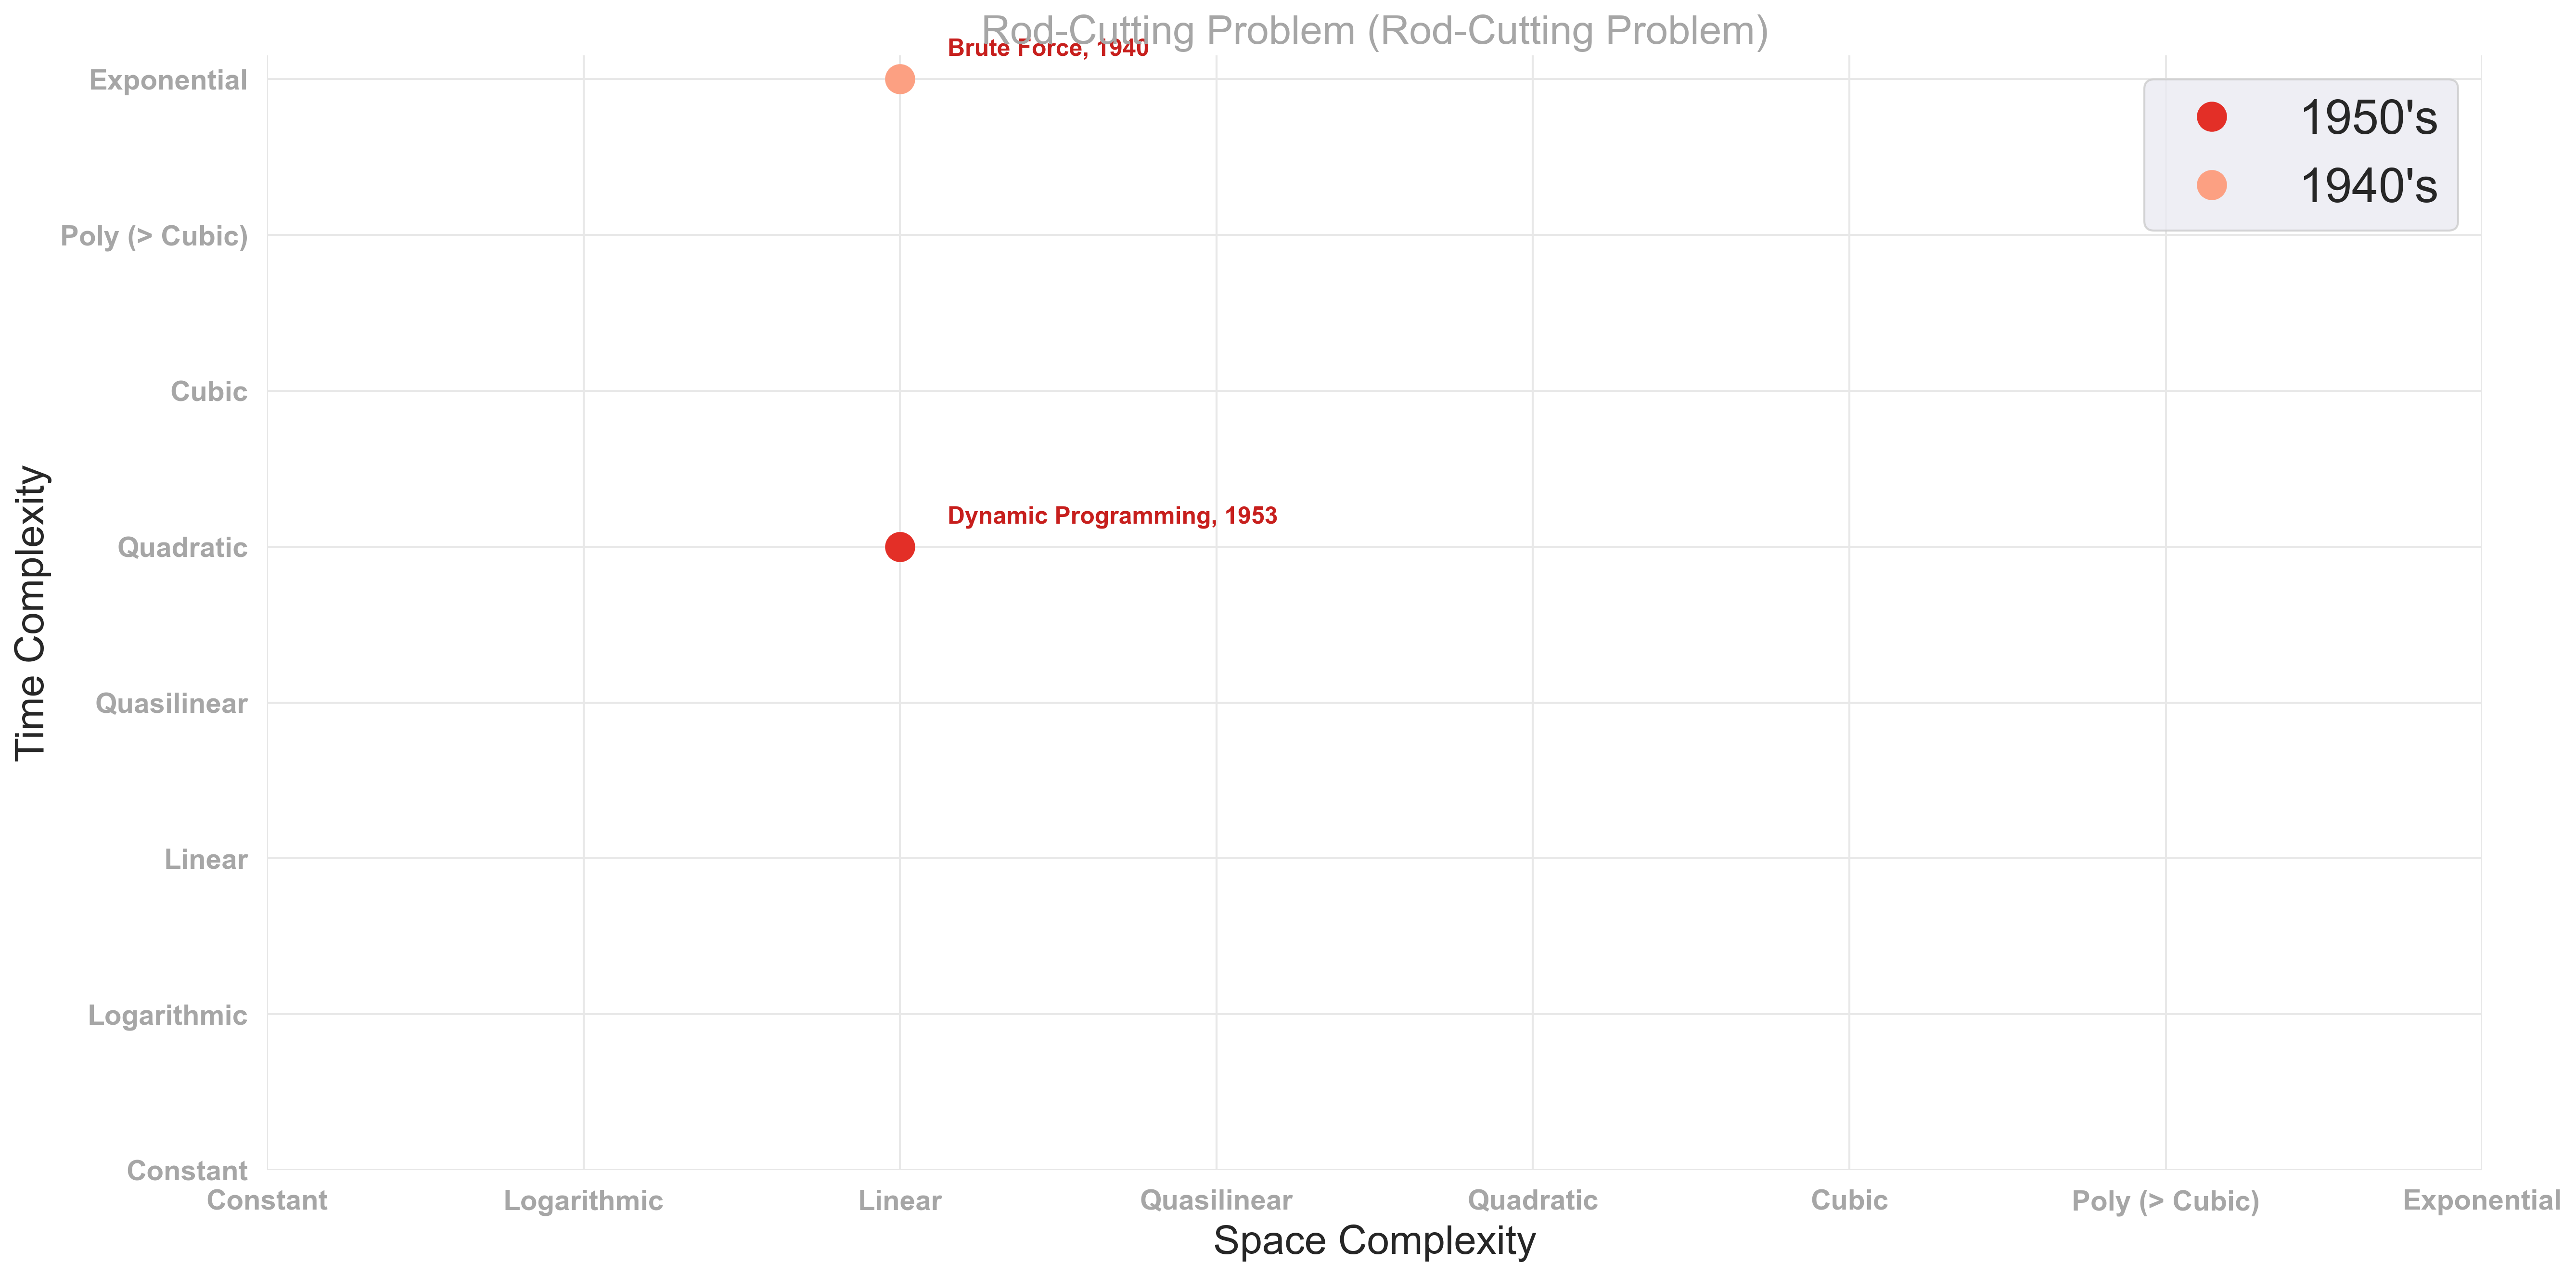 Rod-Cutting Problem (Rod-Cutting Problem)
Brute Force, 1940
Exponential
1950's
1940's
Poly (> Cubic)
Cubic
Dynamic Programming, 1953
Quadratic
Time Complexity
Quasilinear
Linear
Logarithmic
Constant
Constant Logarithmic Linear Quasilinear Quadratic Cubic Poly (> Cubic) Exponential
Space Complexity